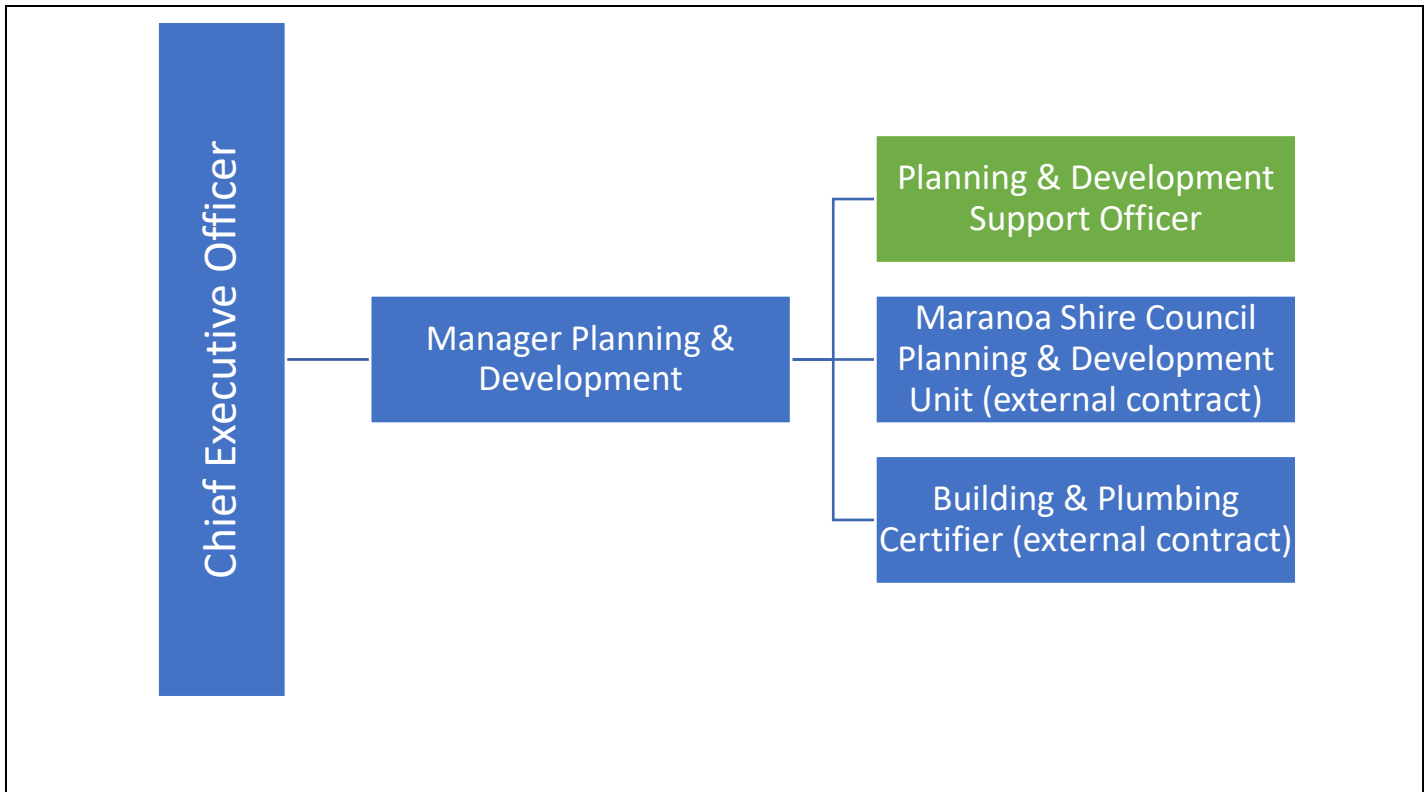 Chief Executive Officer
Manager Planning &
Development
Planning & Development
Support Officer
Maranoa Shire Council
Planning & Development
Unit (external contract)
Building & Plumbing
Certifier (external contract)